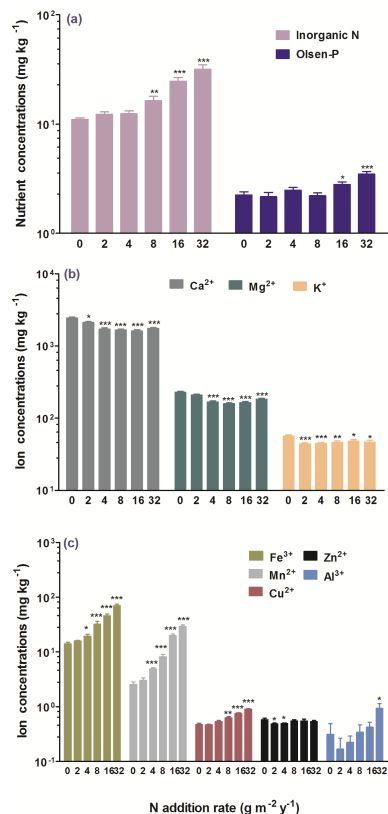 (a)
Inorganic N
Olsen-P
Nutrient concentrations (mg kg⁻¹)
10²
10¹
10⁰
** *** ***
* ***
0 2 4 8 16 32 0 2 4 8 16 32
(b)
Ca²⁺ Mg²⁺ K⁺
Ion concentrations (mg kg⁻¹)
10⁴
10³
10²
10¹
* *** *** *** ***
*** *** *** ***
*** *** ** * *
0 2 4 8 16 32 0 2 4 8 16 32 0 2 4 8 16 32
(c)
Fe³⁺ Zn²⁺
Mn²⁺ Al³⁺
Cu²⁺
Ion concentrations (mg kg⁻¹)
10³
10²
10¹
10⁰
10⁻¹
* *** *** ***
*** *** *** ***
** *** ***
* *
*
0 2 4 8 1632 0 2 4 8 1632 0 2 4 8 1632 0 2 4 8 1632 0 2 4 8 1632
N addition rate (g m⁻² y⁻¹)